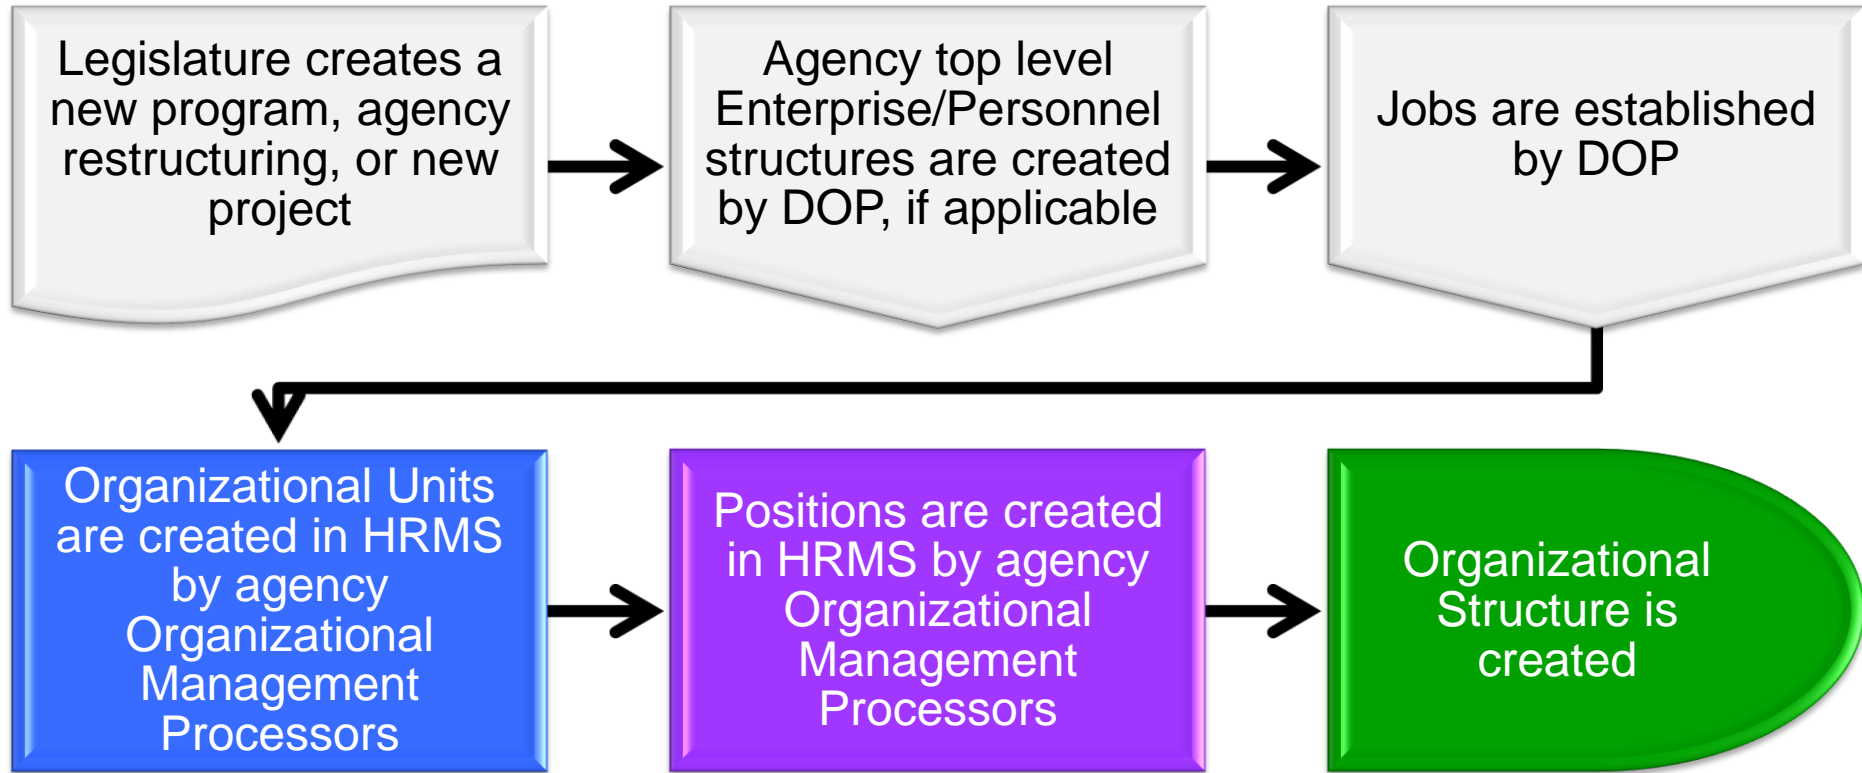 Legislature creates a
new program, agency
restructuring, or new
project
Agency top level
Enterprise/Personnel
structures are created
by DOP, if applicable
Jobs are established
by DOP
Organizational Units
are created in HRMS
by agency
Organizational
Management
Processors
Positions are created
in HRMS by agency
Organizational
Management
Processors
Organizational
Structure is
created